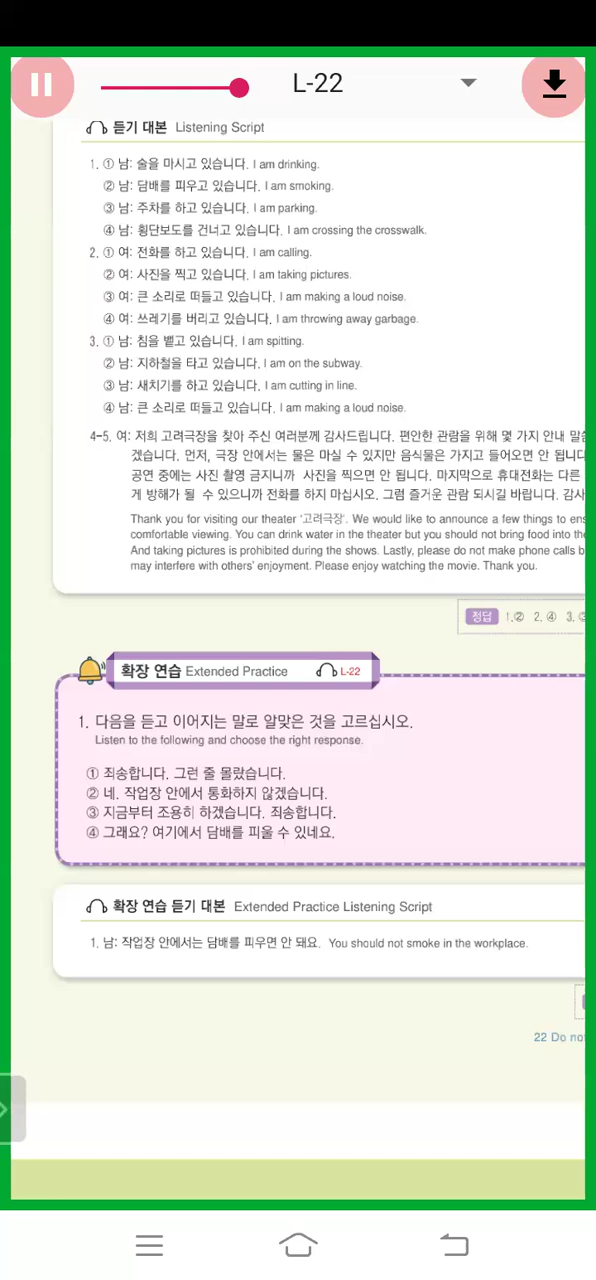 L-22
듣기 대본 Listening Script
1. ① 남: 술을 마시고 있습니다. I am drinking.
② 남: 담배를 피우고 있습니다. I am smoking.
③ 남: 주차를 하고 있습니다. I am parking.
④ 남: 횡단보도를 건너고 있습니다. I am crossing the crosswalk.
2. ① 여: 전화를 하고 있습니다. I am calling.
② 여: 사진을 찍고 있습니다. I am taking pictures.
③ 여: 큰 소리로 떠들고 있습니다. I am making a loud noise.
④ 여: 쓰레기를 버리고 있습니다. I am throwing away garbage.
3. ① 남: 침을 뱉고 있습니다. I am spitting.
② 남: 지하철을 타고 있습니다. I am on the subway.
③ 남: 새치기를 하고 있습니다. I am cutting in line.
④ 남: 큰 소리로 떠들고 있습니다. I am making a loud noise.
4-5. 여: 저희 고려극장을 찾아 주신 여러분께 감사드립니다. 편안한 관람을 위해 몇 가지 안내 말씀
겠습니다. 먼저, 극장 안에서는 물은 마실 수 있지만 음식물은 가지고 들어오면 안 됩니다
공연 중에는 사진 촬영 금지니까 사진을 찍으면 안 됩니다. 마지막으로 휴대전화는 다른
게 방해가 될 수 있으니까 전화를 하지 마십시오. 그럼 즐거운 관람 되시길 바랍니다. 감사
Thank you for visiting our theater '고려극장'. We would like to announce a few things to ens
comfortable viewing. You can drink water in the theater but you should not bring food into the
And taking pictures is prohibited during the shows. Lastly, please do not make phone calls b
may interfere with others' enjoyment. Please enjoy watching the movie. Thank you.
정답 1.② 2. ④ 3.
확장 연습 Extended Practice L-22
1. 다음을 듣고 이어지는 말로 알맞은 것을 고르십시오.
Listen to the following and choose the right response.
① 죄송합니다. 그런 줄 몰랐습니다.
② 네. 작업장 안에서 통화하지 않겠습니다.
③ 지금부터 조용히 하겠습니다. 죄송합니다.
④ 그래요? 여기에서 담배를 피울 수 있네요.
확장 연습 듣기 대본 Extended Practice Listening Script
1. 남: 작업장 안에서는 담배를 피우면 안 돼요. You should not smoke in the workplace.
22 Do no